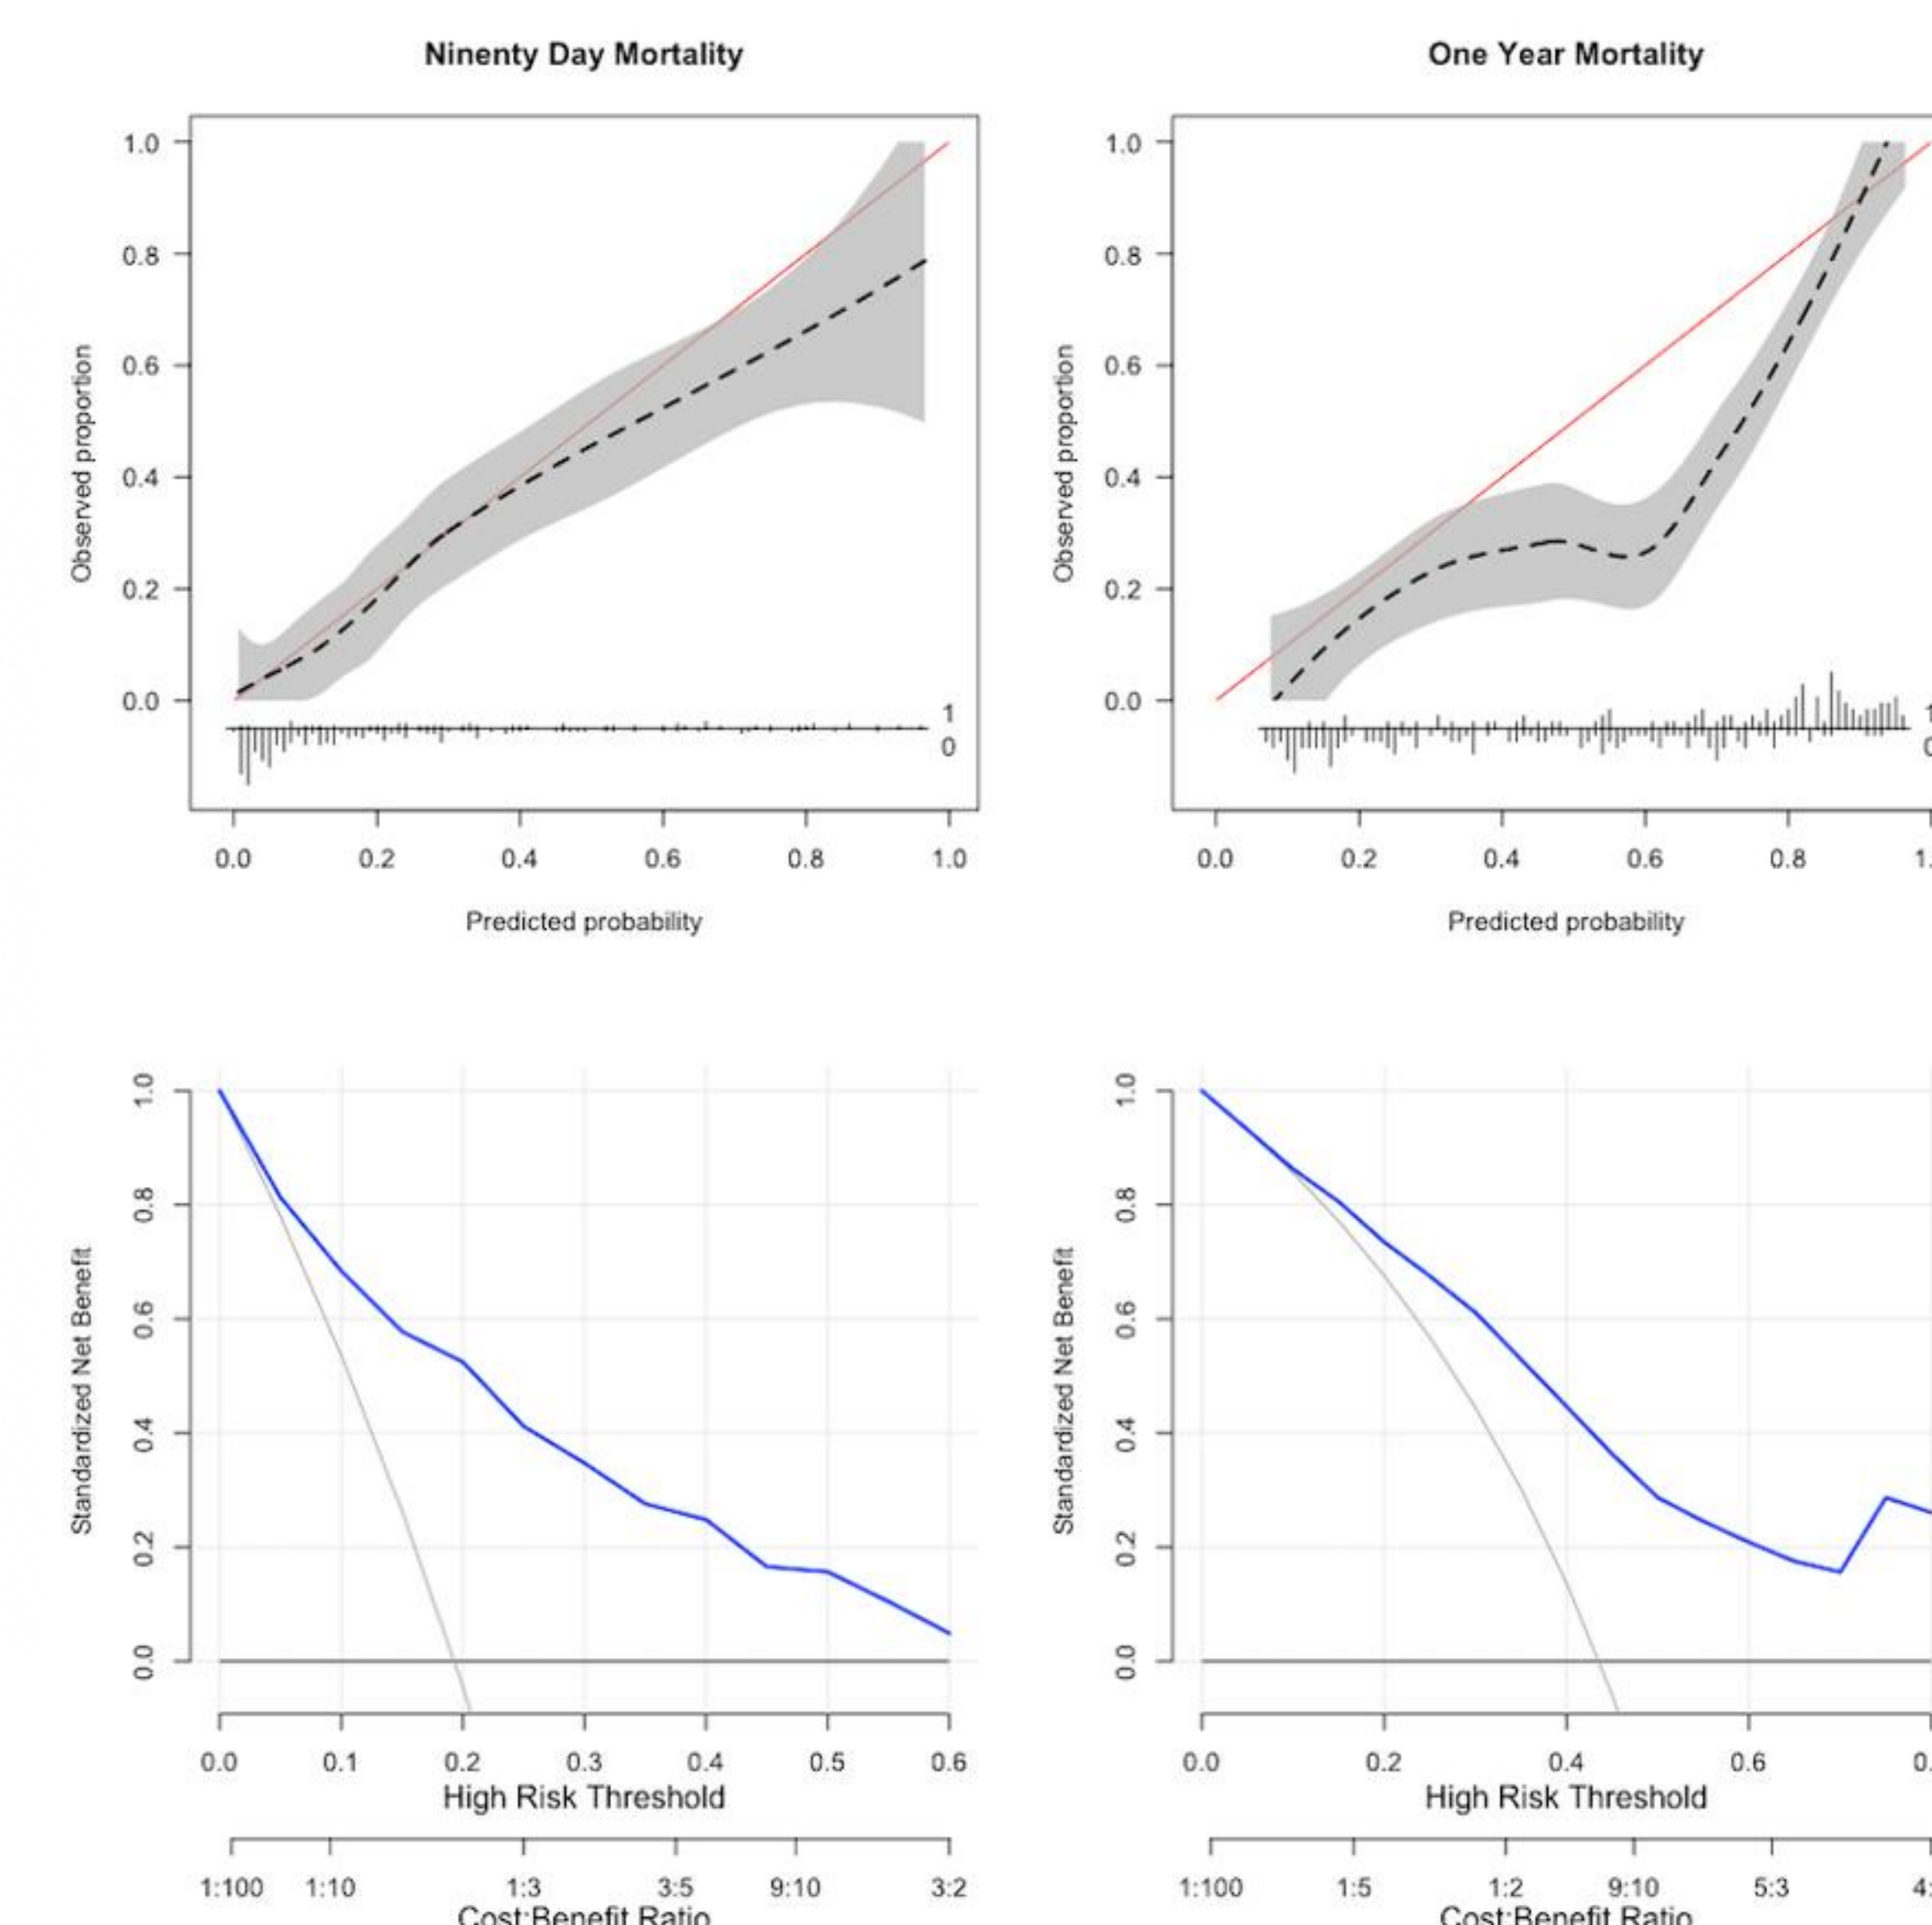 Ninenty Day Mortality
One Year Mortality
1.0
0.8
0.6
0.4
0.2
0.0
Observed proportion
1
0
0.0 0.2 0.4 0.6 0.8 1.0
Predicted probability
1.0
0.8
0.6
0.4
0.2
0.0
Observed proportion
0.0 0.2 0.4 0.6 0.8
Predicted probability
1.0
0.8
0.6
0.4
0.2
0.0
Standardized Net Benefit
0.0 0.1 0.2 0.3 0.4 0.5 0.6
High Risk Threshold
1:100 1:10 1:3 3:5 9:10 3:2
Cost:Benefit Ratio
1.0
0.8
0.6
0.4
0.2
0.0
Standardized Net Benefit
0.0 0.2 0.4 0.6
High Risk Threshold
1:100 1:5 1:2 9:10 5:3
Cost:Benefit Ratio